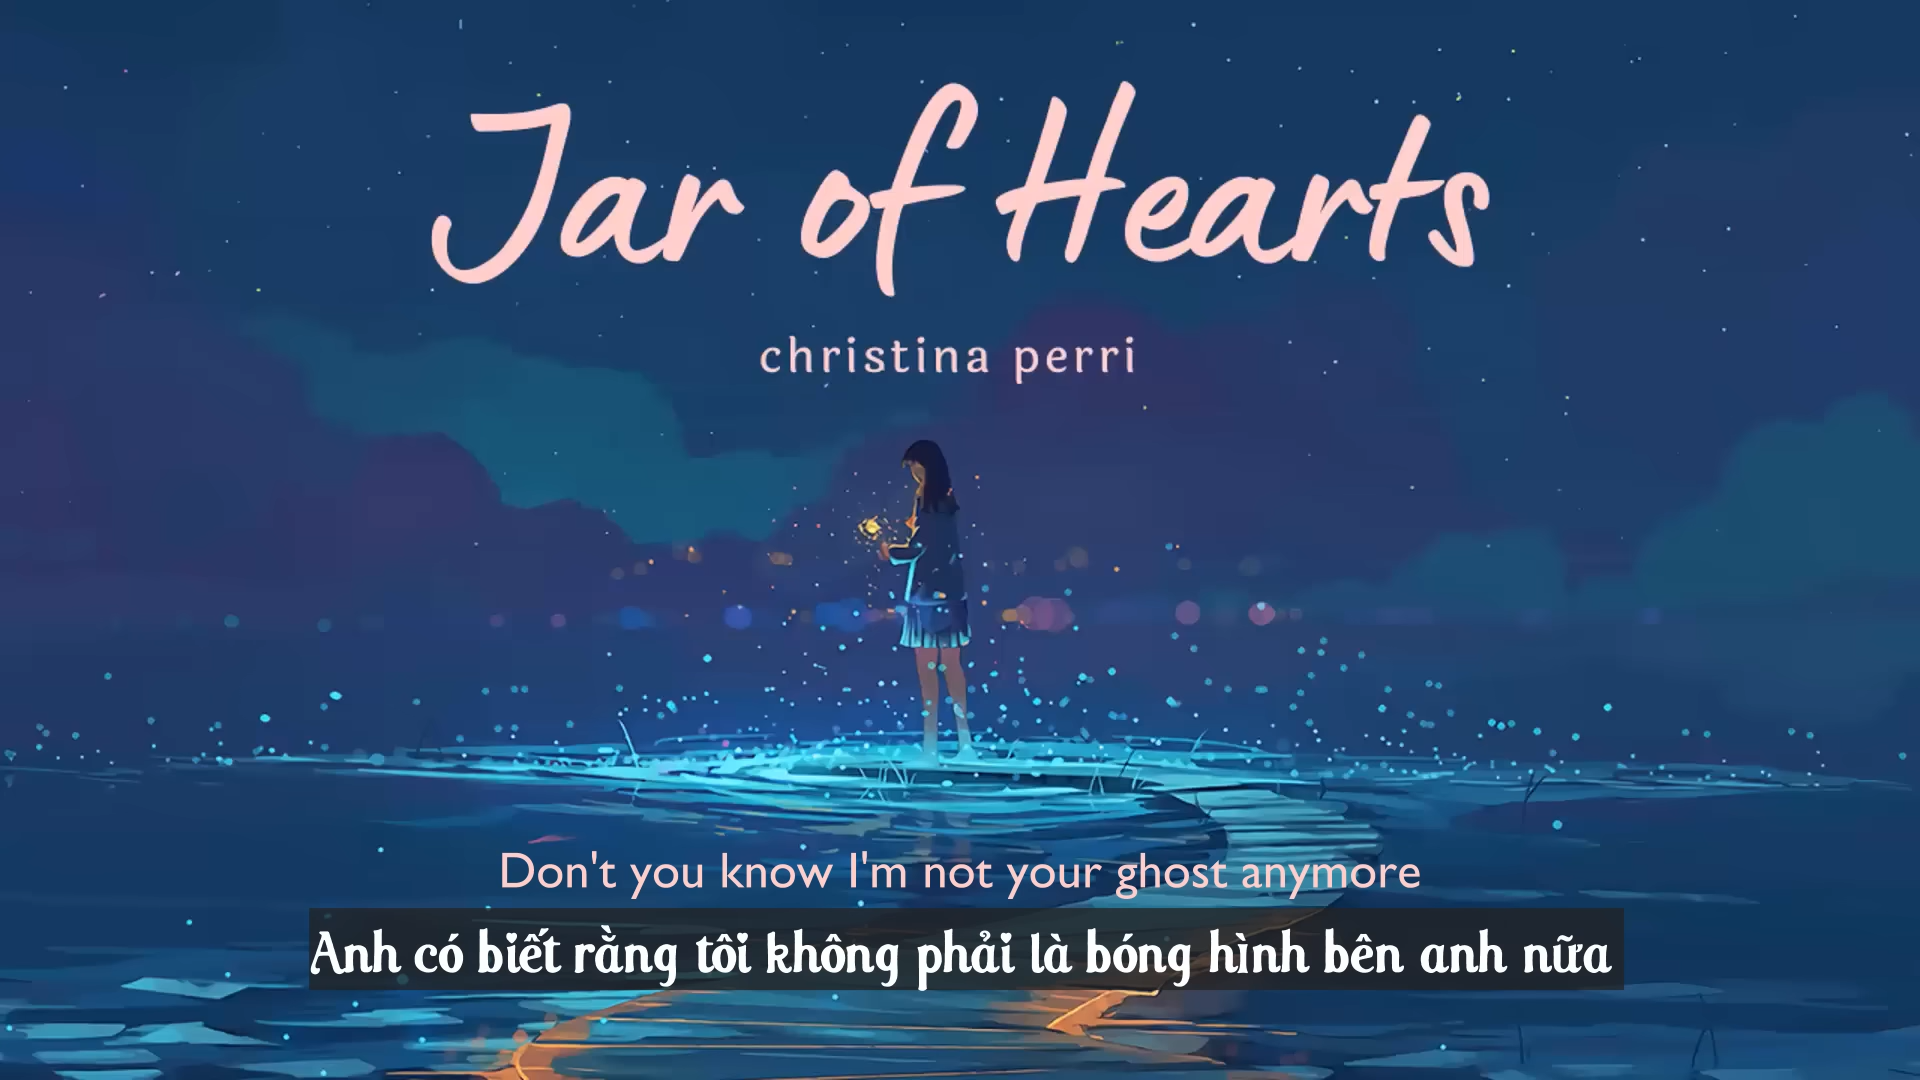 Jar of Hearts
christina perri
Don't you know I'm not your ghost anymore
Anh có biết rằng tôi không phải là bóng hình bên anh nữa